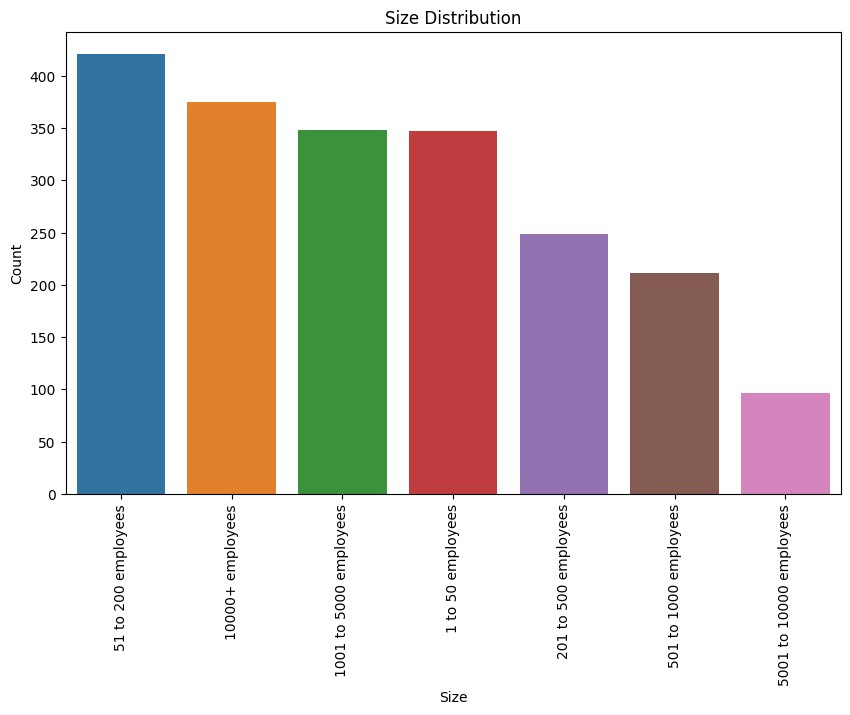 Size Distribution
Count
400
350
300
250
200
150
100
50
0
51 to 200 employees
10000+ employees
1001 to 5000 employees
1 to 50 employees
201 to 500 employees
501 to 1000 employees
5001 to 10000 employees
Size